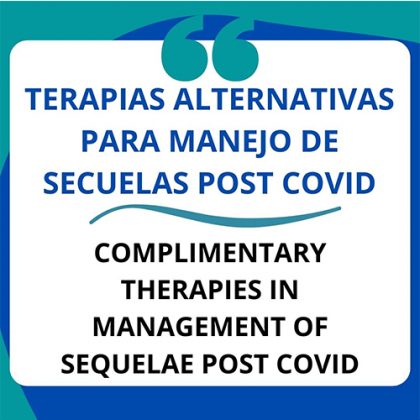 TERAPIAS ALTERNATIVAS
PARA MANEJO DE
SECUELAS POST COVID
COMPLIMENTARY
THERAPIES IN
MANAGEMENT OF
SEQUELAE POST COVID